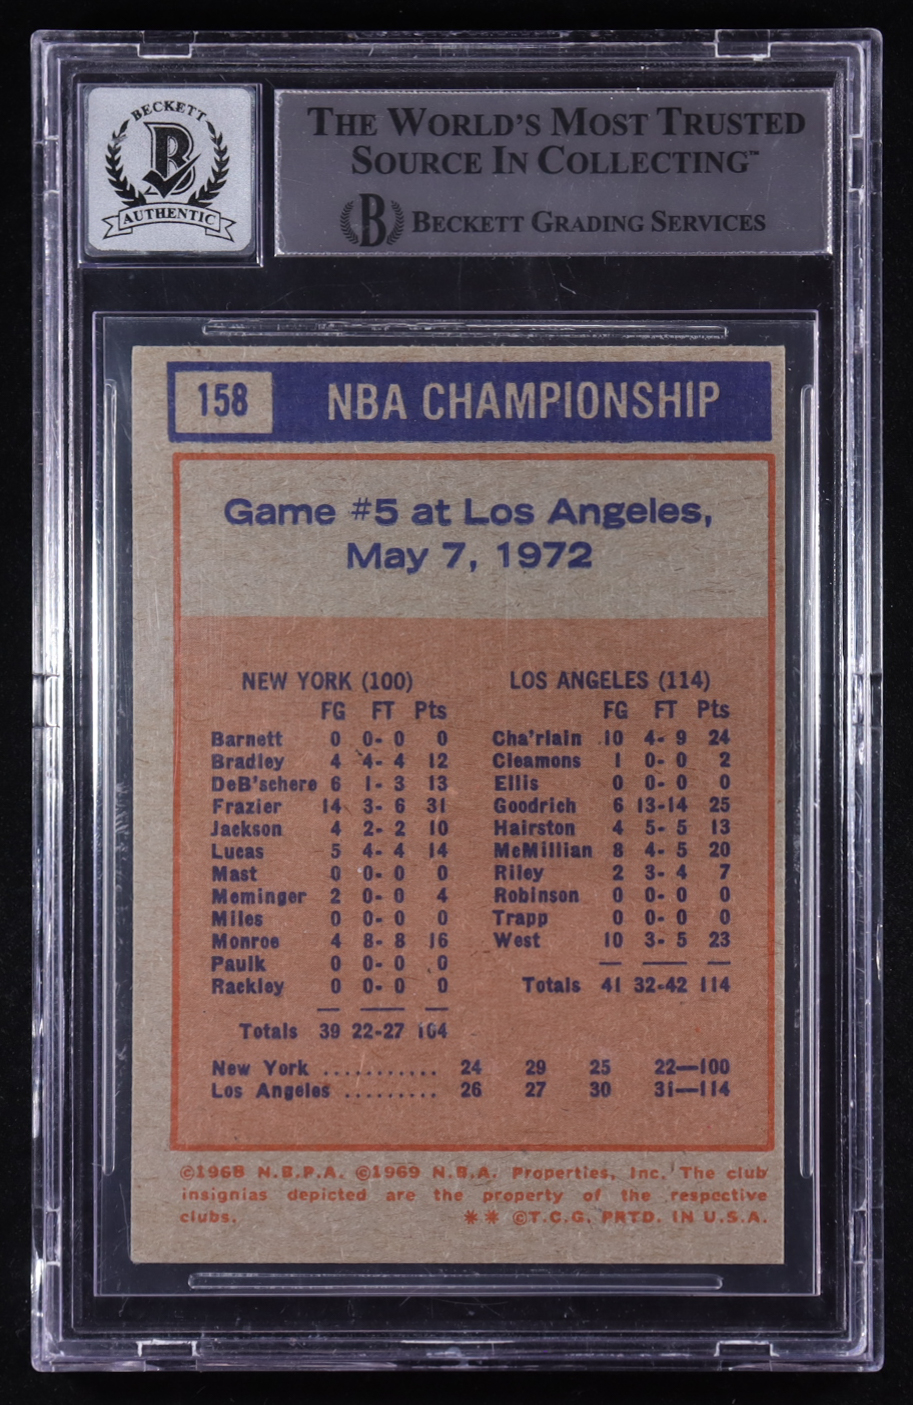 BECKETT
B
AUTHENTIC
THE WORLD'S MOST TRUSTED
SOURCE IN COLLECTING™
B BECKETT GRADING SERVICES
158 NBA CHAMPIONSHIP
Game #5 at Los Angeles,
May 7, 1972
NEW YORK (100)
FG FT Pts
Barnett 0 0- 0 0
Bradley 4 4- 4 12
DeB'schere 6 1- 3 13
Frazier 14 3- 6 31
Jackson 4 2- 2 10
Lucas 5 4- 4 14
Mast 0 0- 0 0
Meminger 2 0- 0 4
Miles 0 0- 0 0
Monroe 4 8- 8 16
Paulk 0 0- 0 0
Rackley 0 0- 0 0
Totals 39 22-27 104
LOS ANGELES (114)
FG FT Pts
Cha'rlain 10 4- 9 24
Cleamons 1 0- 0 2
Ellis 0 0- 0 0
Goodrich 6 13-14 25
Hairston 4 5- 5 13
McMillian 8 4- 5 20
Riley 2 3- 4 7
Robinson 0 0- 0 0
Trapp 0 0- 0 0
West 10 3- 5 23
Totals 41 32-42 114
New York ........... 24 29 25 22—100
Los Angeles ......... 26 27 30 31—114
©1968 N.B.P.A. ©1969 N.B.A. Properties, Inc. The club
insignias depicted are the property of the respective
clubs. ** ©T.C.G. PRTD. IN U.S.A.